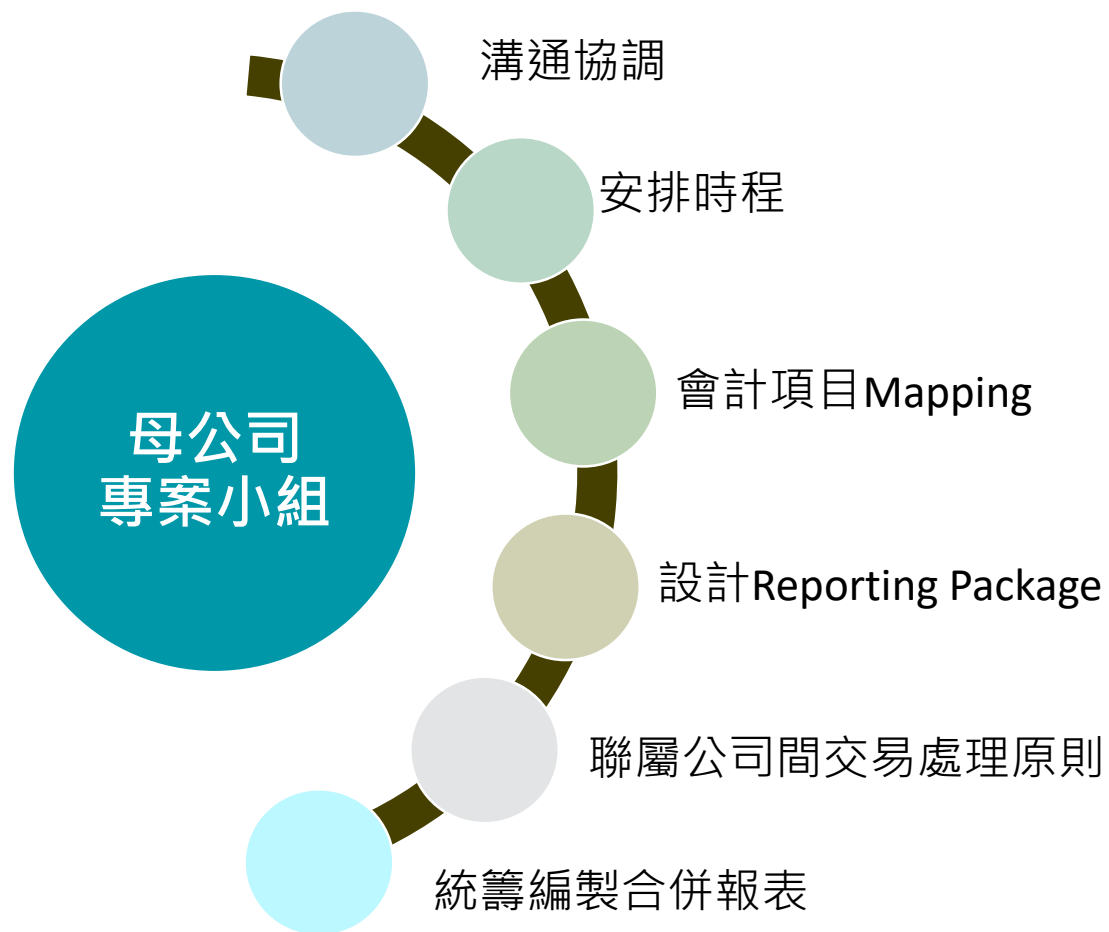 溝通協調
安排時程
會計項目Mapping
母公司
專案小組
設計Reporting Package
聯屬公司間交易處理原則
統籌編製合併報表